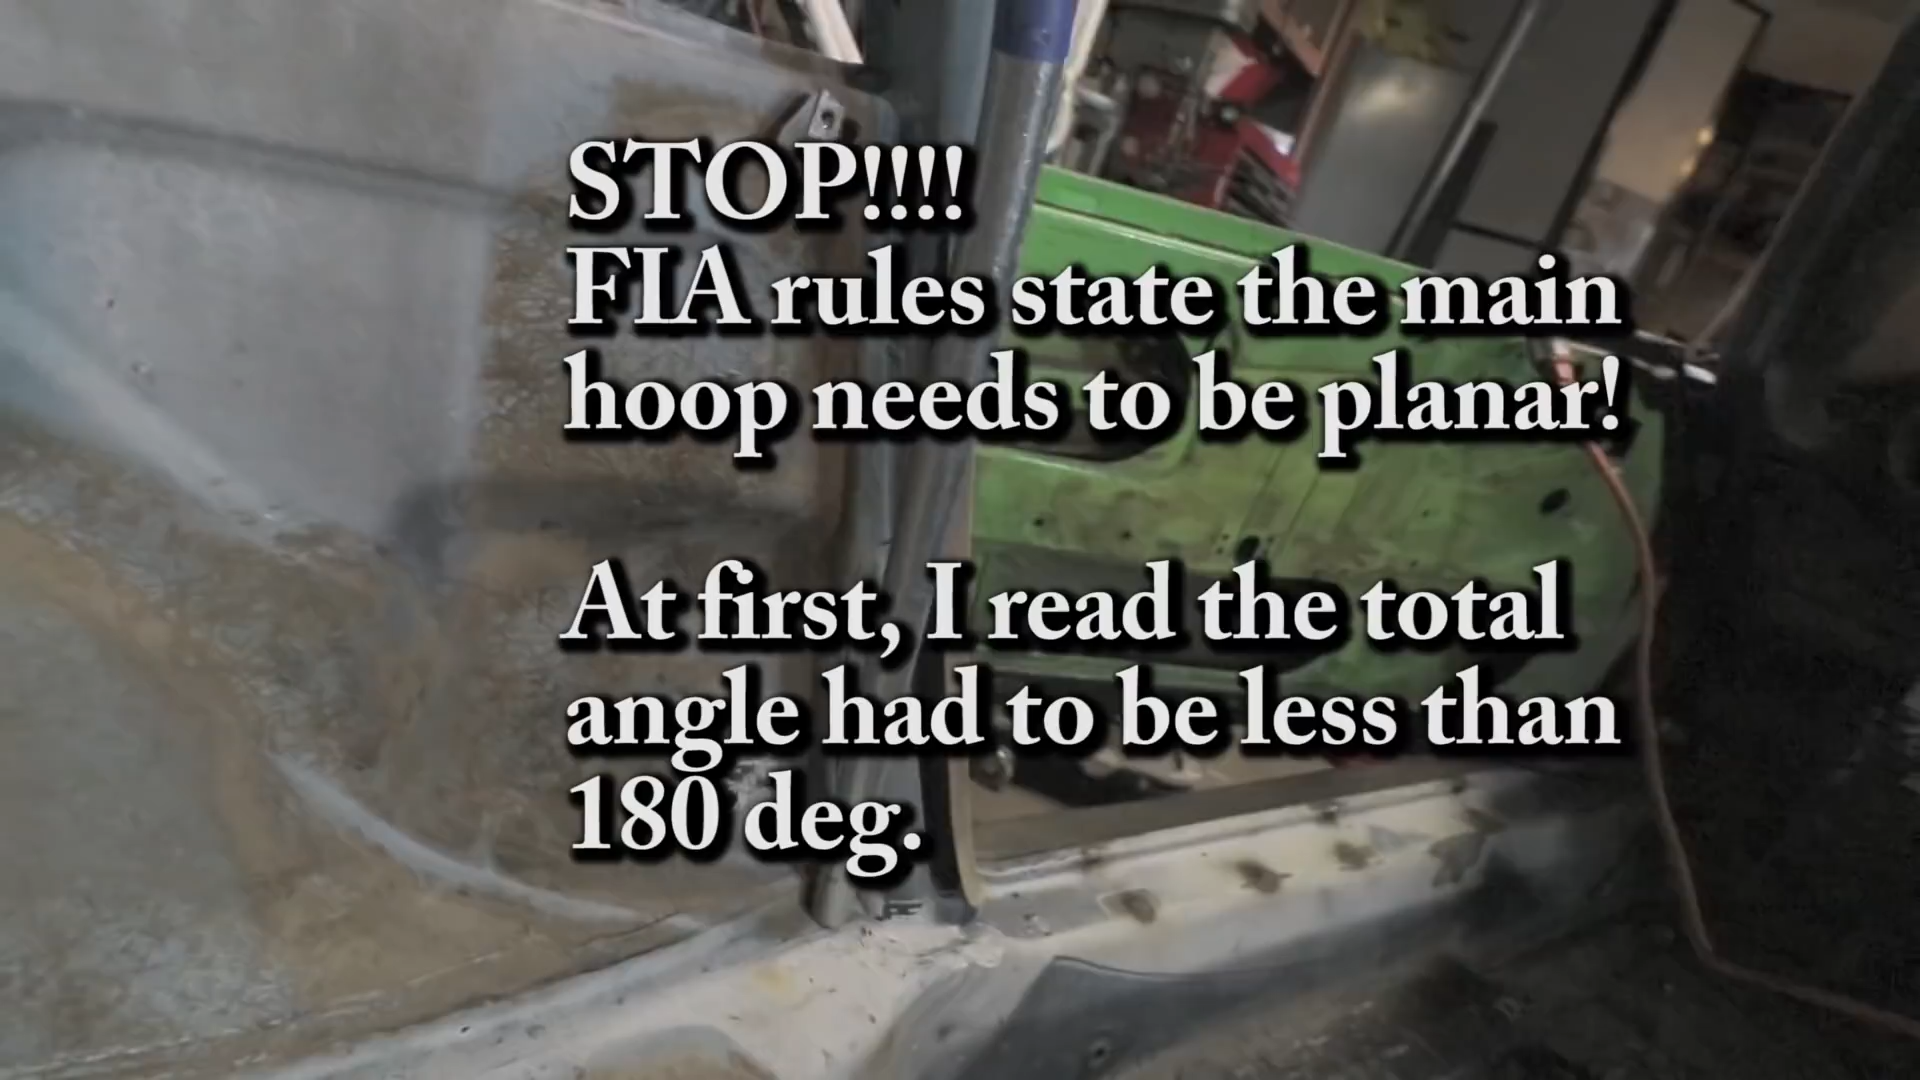 STOP!!!!
FIA rules state the main
hoop needs to be planar!
At first, I read the total
angle had to be less than
180 deg.